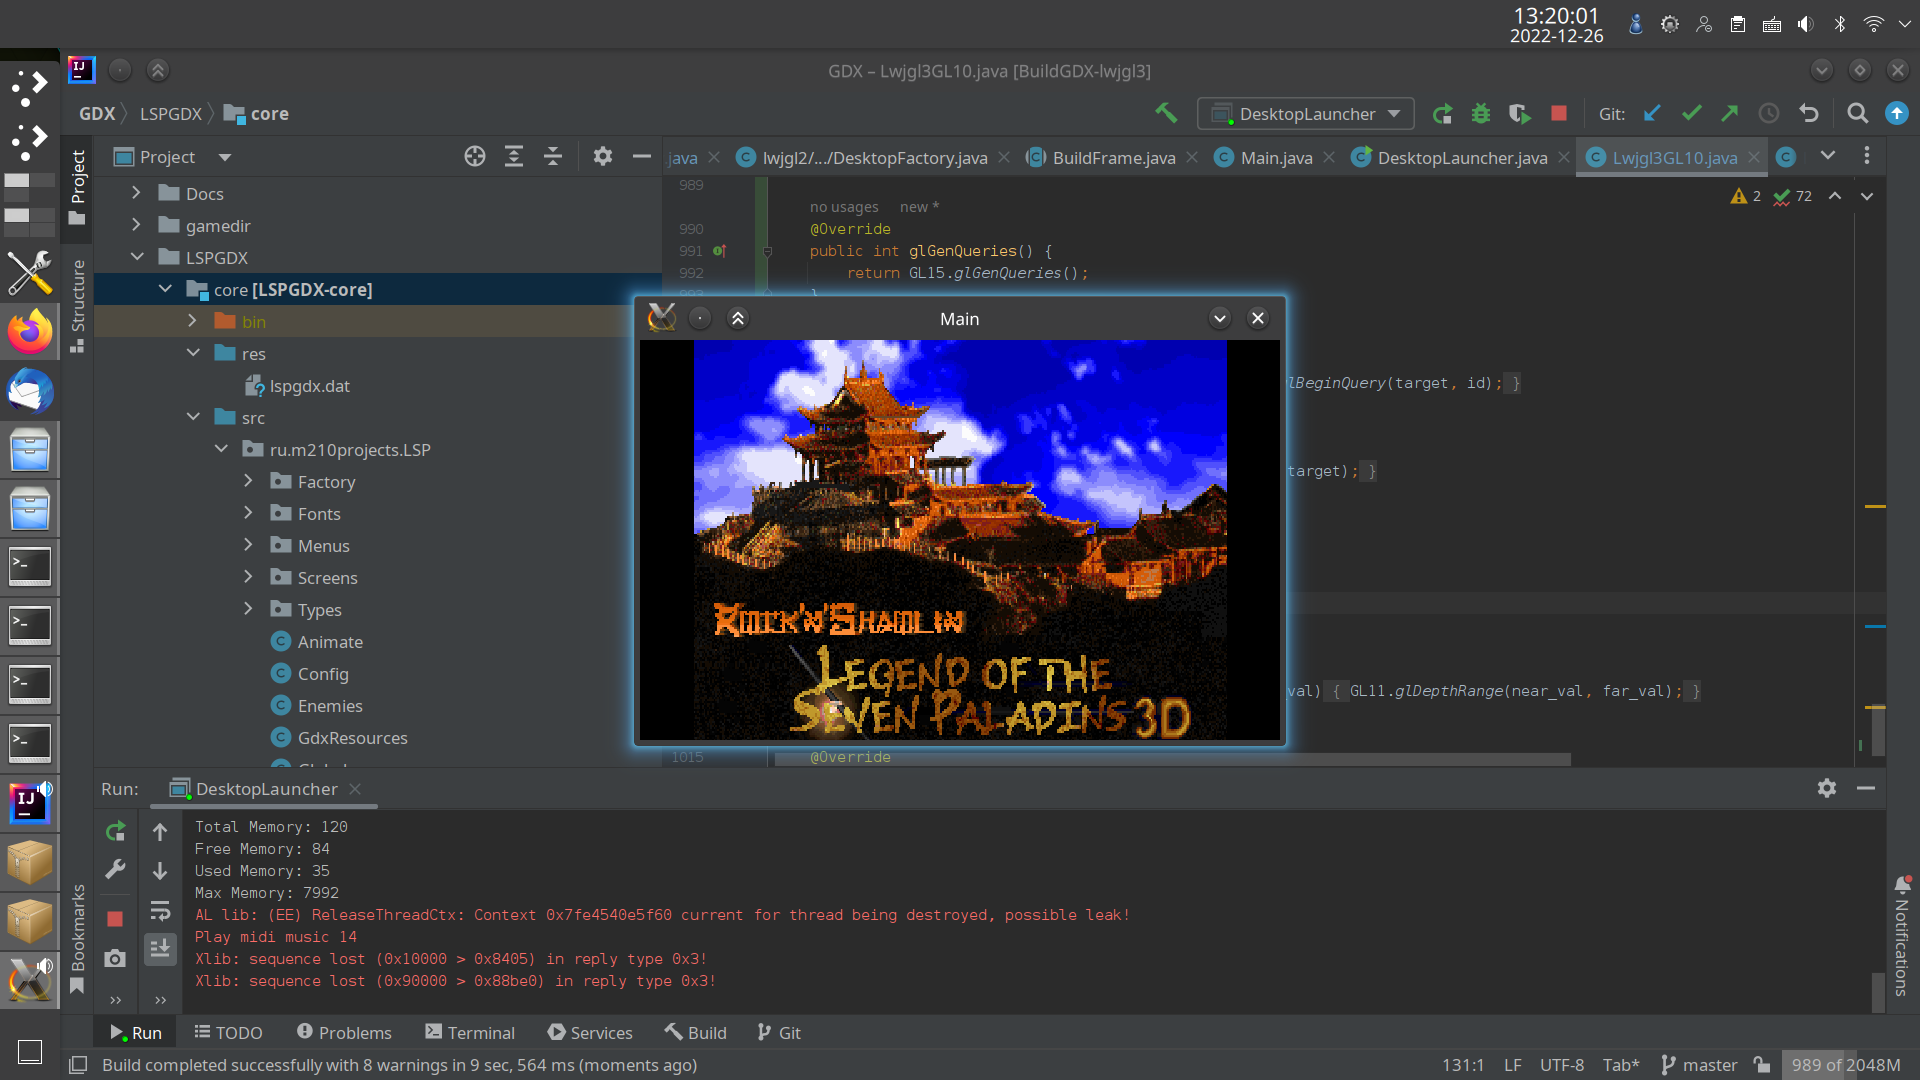 13:20:01
2022-12-26
GDX – Lwjgl3GL10.java [BuildGDX-lwjgl3]
GDX LSPGDX core
DesktopLauncher
Git:
Project
.java
lwjgl2/.../DesktopFactory.java
BuildFrame.java
Main.java
DesktopLauncher.java
Lwjgl3GL10.java
Project
Structure
Bookmarks
Notifications
Docs
gamedir
LSPGDX
core [LSPGDX-core]
bin
res
lspgdx.dat
src
ru.m210projects.LSP
Factory
Fonts
Menus
Screens
Types
Animate
Config
Enemies
GdxResources
2 72
989
no usages new *
990 @Override
991 public int glGenQueries() {
992 return GL15.glGenQueries();
lBeginQuery(target, id); }
target); }
val) { GL11.glDepthRange(near_val, far_val); }
1015 @Override
Main
Rock'n'Shaolin
Legend of the
Seven Paladins 3D
Run: DesktopLauncher
Total Memory: 120
Free Memory: 84
Used Memory: 35
Max Memory: 7992
AL lib: (EE) ReleaseThreadCtx: Context 0x7fe4540e5f60 current for thread being destroyed, possible leak!
Play midi music 14
Xlib: sequence lost (0x10000 > 0x8405) in reply type 0x3!
Xlib: sequence lost (0x90000 > 0x88be0) in reply type 0x3!
Run TODO Problems Terminal Services Build Git
Build completed successfully with 8 warnings in 9 sec, 564 ms (moments ago)
131:1 LF UTF-8 Tab* master 989 of 2048M